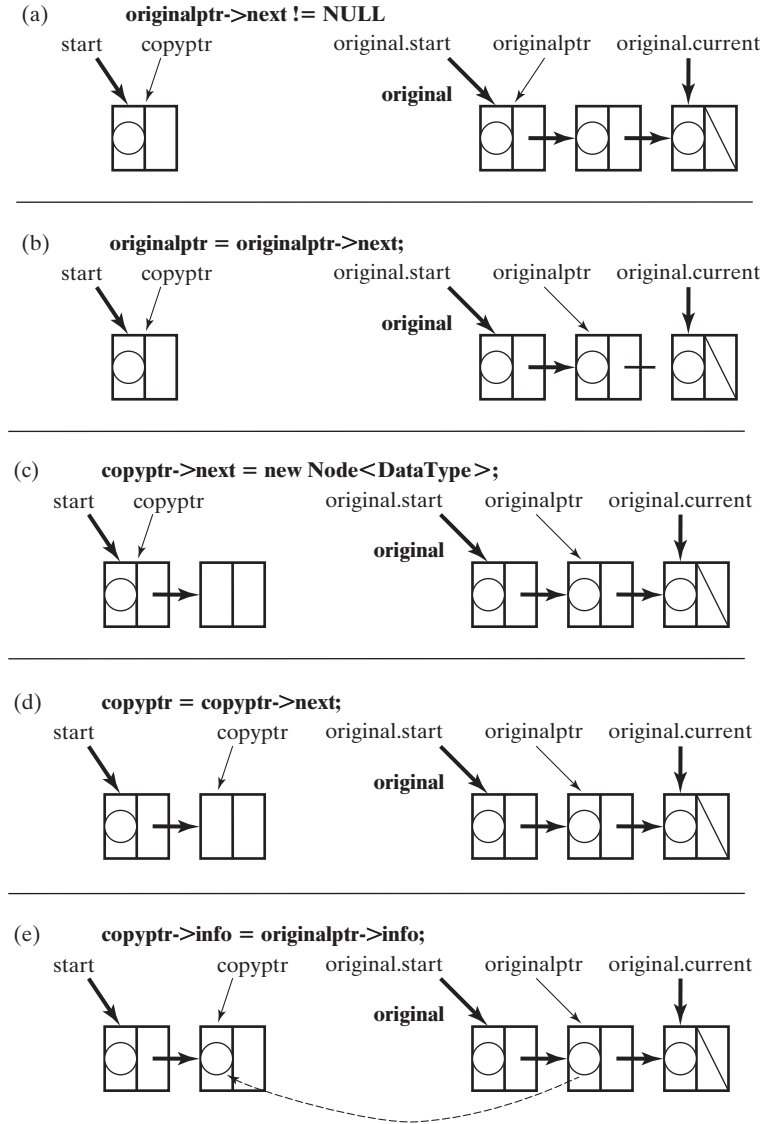 (a) originalptr->next != NULL
start copyptr original.start originalptr original.current
original
(b) originalptr = originalptr->next;
start copyptr original.start originalptr original.current
original
(c) copyptr->next = new Node<DataType>;
start copyptr original.start originalptr original.current
original
(d) copyptr = copyptr->next;
start copyptr original.start originalptr original.current
original
(e) copyptr->info = originalptr->info;
start copyptr original.start originalptr original.current
original